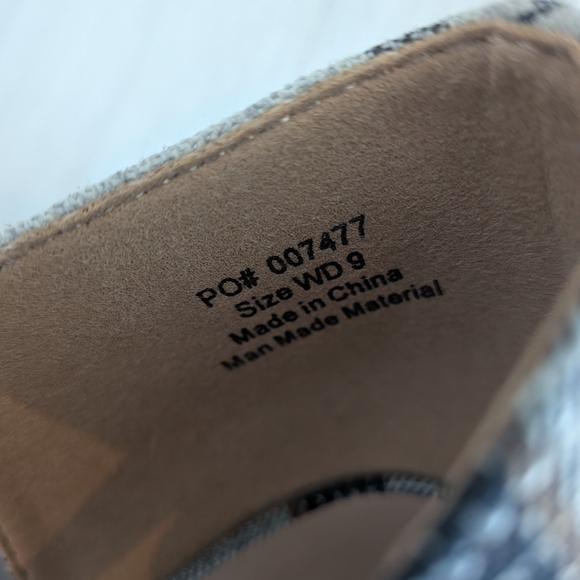 PO# 007477
Size WD 9
Made in China
Man Made Material